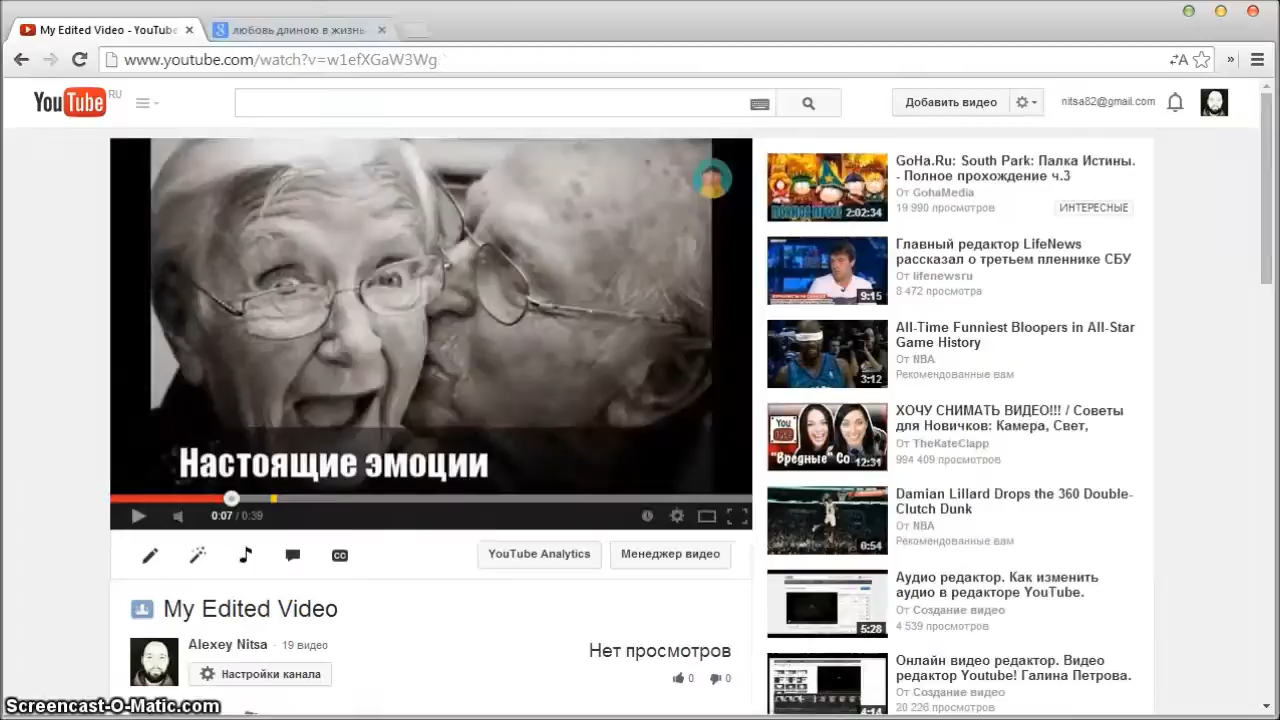 My Edited Video - YouTube
любовь длиною в жизнь
www.youtube.com/watch?v=w1efXGaW3Wg
YouTube RU
Добавить видео
nitsa82@gmail.com
GoHa.Ru: South Park: Палка Истины.
- Полное прохождение ч.3
От GohaMedia
19 990 просмотров
ИНТЕРЕСНЫЕ
2:02:34
Главный редактор LifeNews
рассказал о третьем пленнике СБУ
От lifenewsru
8 472 просмотра
9:15
All-Time Funniest Bloopers in All-Star
Game History
От NBA
Рекомендованные вам
3:12
ХОЧУ СНИМАТЬ ВИДЕО!!! / Советы
для Новичков: Камера, Свет,
От TheKateClapp
994 409 просмотров
You
"Вредные" Со
12:31
Настоящие эмоции
Damian Lillard Drops the 360 Double-
Clutch Dunk
От NBA
Рекомендованные вам
0:54
0:07 / 0:39
CC
YouTube Analytics
Менеджер видео
Аудио редактор. Как изменить
аудио в редакторе YouTube.
От Создание видео
4 539 просмотров
5:28
My Edited Video
Alexey Nitsa · 19 видео
Настройки канала
Нет просмотров
0
0
Онлайн видео редактор. Видео
редактор Youtube! Галина Петрова.
От Создание видео
20 226 просмотров
4:14
Screencast-O-Matic.com